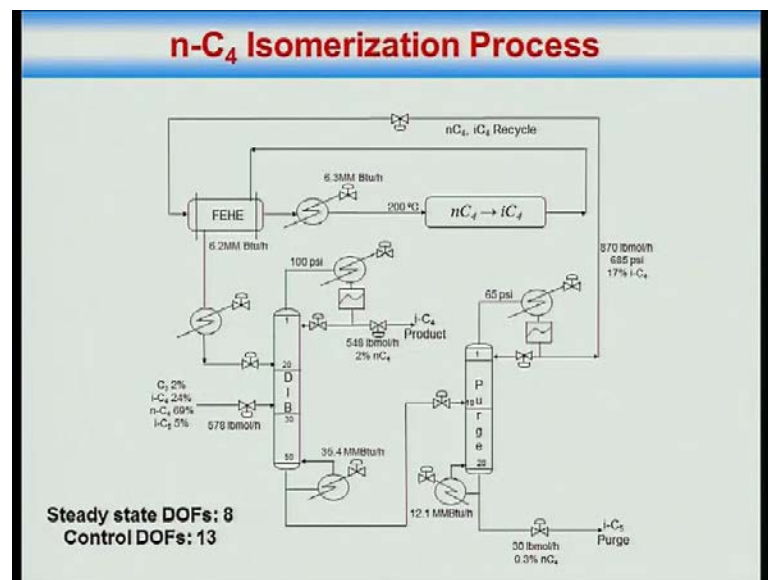 n-C4 Isomerization Process
nC4, iC4 Recycle
6.3MM Btu/h
FEHE
200 ºC
nC4 → iC4
6.2MM Btu/h
870 lbmol/h
685 psi
17% i-C4
100 psi
65 psi
1
i-C4
Product
548 lbmol/h
2% nC4
1
20
D
I
B
30
50
C3 2%
i-C4 24%
n-C4 69%
i-C5 5%
578 lbmol/h
P
u
10
r
g
e
20
35.4 MMBtu/h
12.1 MMBtu/h
Steady state DOFs: 8
Control DOFs: 13
i-C5
Purge
30 lbmol/h
0.3% nC4